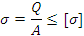 σ = Q/A ≤ [σ]